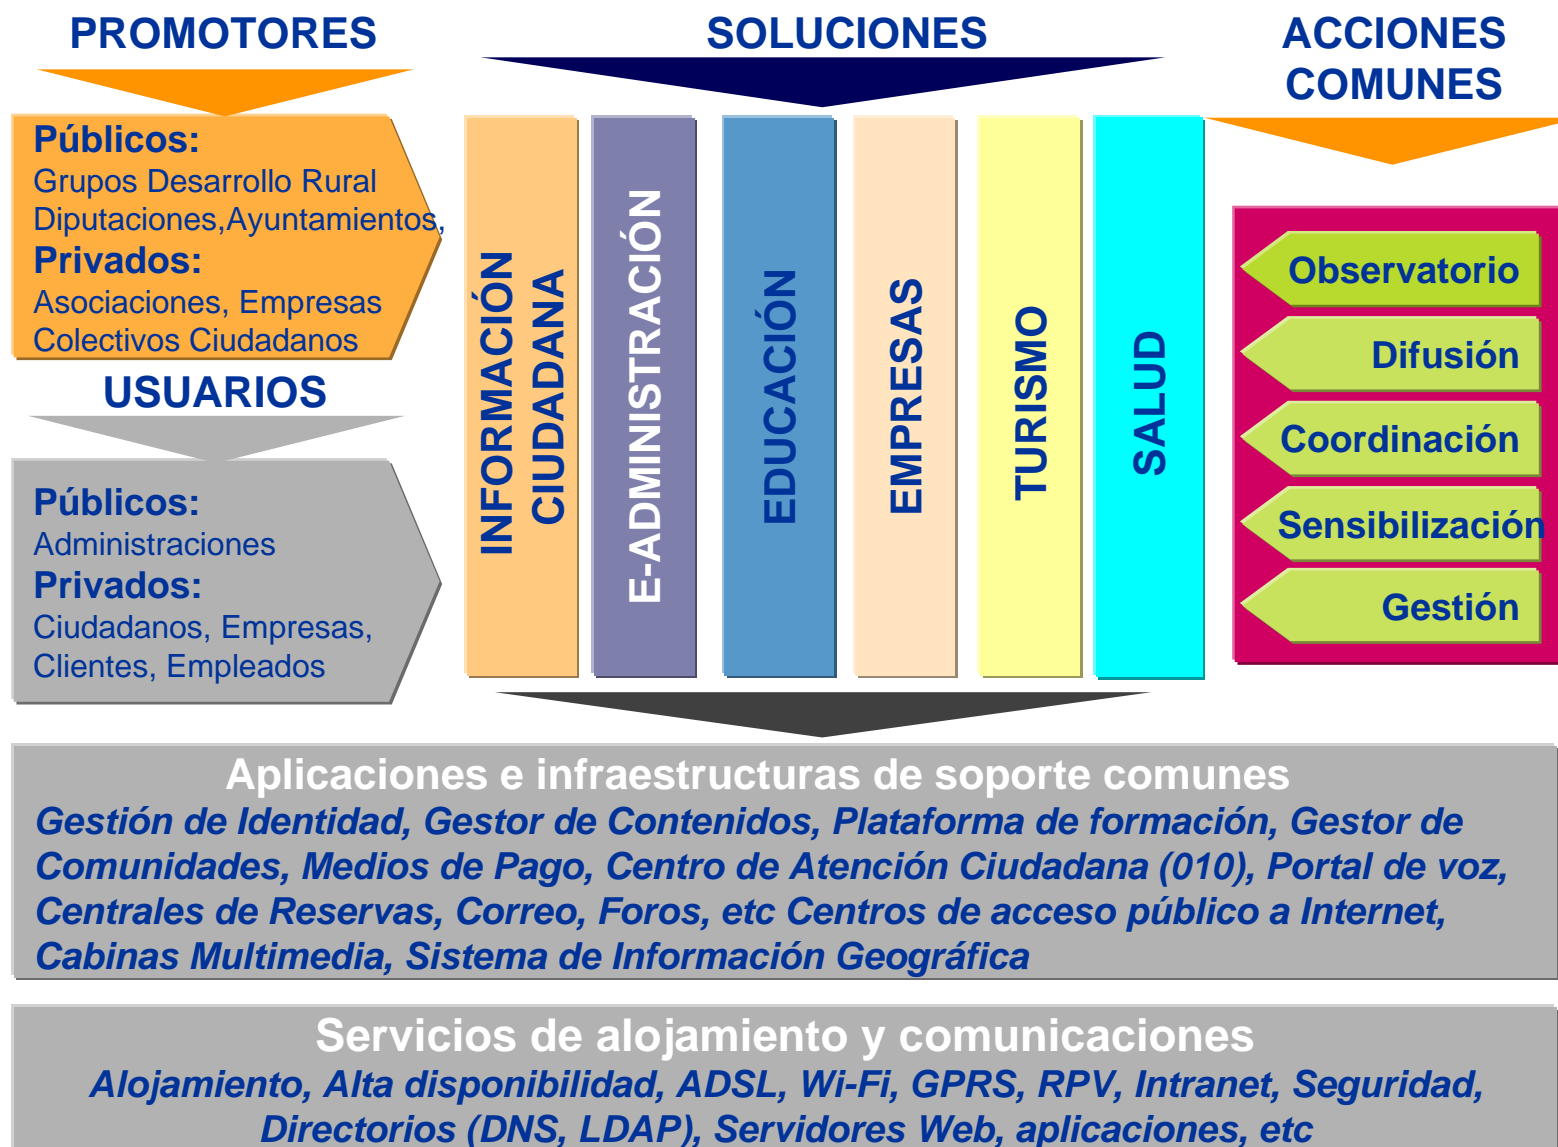 PROMOTORES
Públicos:
Grupos Desarrollo Rural
Diputaciones,Ayuntamientos,
Privados:
Asociaciones, Empresas
Colectivos Ciudadanos
USUARIOS
Públicos:
Administraciones
Privados:
Ciudadanos, Empresas,
Clientes, Empleados
SOLUCIONES
INFORMACIÓN
CIUDADANA
E-ADMINISTRACIÓN
EDUCACIÓN
EMPRESAS
TURISMO
SALUD
ACCIONES
COMUNES
Observatorio
Difusión
Coordinación
Sensibilización
Gestión
Aplicaciones e infraestructuras de soporte comunes
Gestión de Identidad, Gestor de Contenidos, Plataforma de formación, Gestor de
Comunidades, Medios de Pago, Centro de Atención Ciudadana (010), Portal de voz,
Centrales de Reservas, Correo, Foros, etc Centros de acceso público a Internet,
Cabinas Multimedia, Sistema de Información Geográfica
Servicios de alojamiento y comunicaciones
Alojamiento, Alta disponibilidad, ADSL, Wi-Fi, GPRS, RPV, Intranet, Seguridad,
Directorios (DNS, LDAP), Servidores Web, aplicaciones, etc